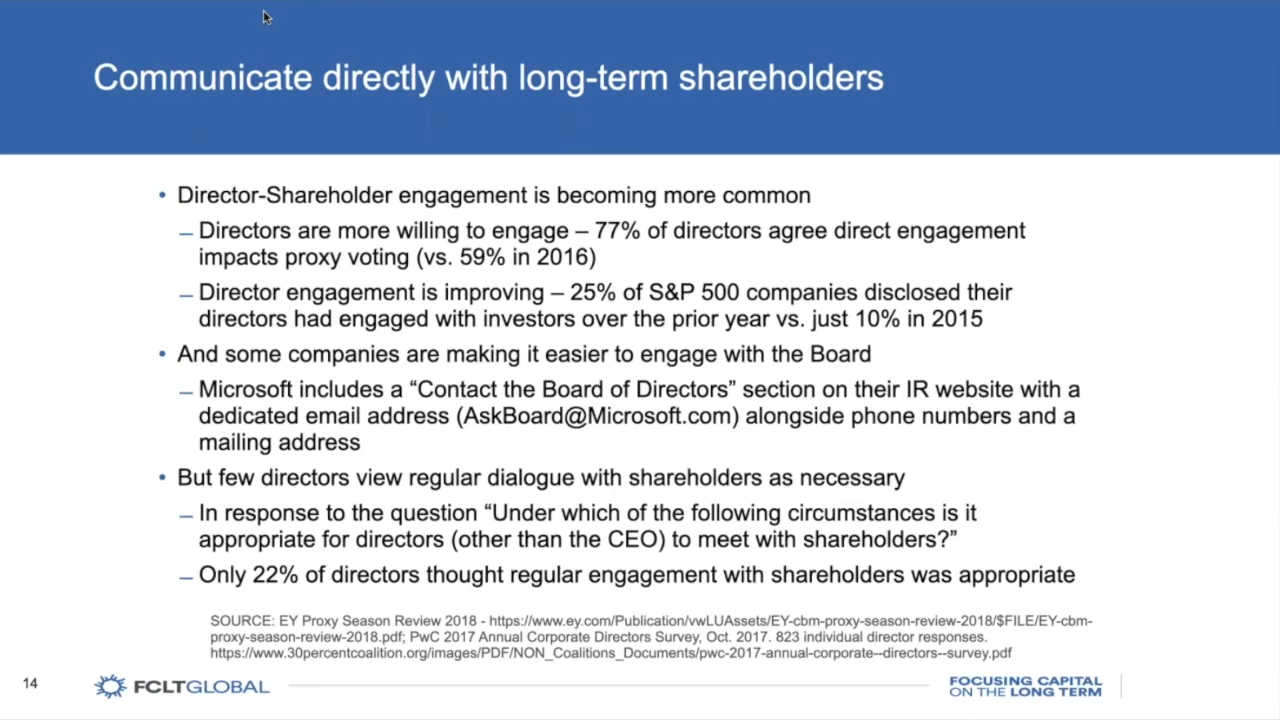 Communicate directly with long-term shareholders
• Director-Shareholder engagement is becoming more common
– Directors are more willing to engage – 77% of directors agree direct engagement
impacts proxy voting (vs. 59% in 2016)
– Director engagement is improving – 25% of S&P 500 companies disclosed their
directors had engaged with investors over the prior year vs. just 10% in 2015
• And some companies are making it easier to engage with the Board
– Microsoft includes a “Contact the Board of Directors” section on their IR website with a
dedicated email address (AskBoard@Microsoft.com) alongside phone numbers and a
mailing address
• But few directors view regular dialogue with shareholders as necessary
– In response to the question “Under which of the following circumstances is it
appropriate for directors (other than the CEO) to meet with shareholders?”
– Only 22% of directors thought regular engagement with shareholders was appropriate
SOURCE: EY Proxy Season Review 2018 - https://www.ey.com/Publication/vwLUAssets/EY-cbm-proxy-season-review-2018/$FILE/EY-cbm-
proxy-season-review-2018.pdf; PwC 2017 Annual Corporate Directors Survey, Oct. 2017. 823 individual director responses.
https://www.30percentcoalition.org/images/PDF/NON_Coalitions_Documents/pwc-2017-annual-corporate--directors--survey.pdf
14
FCLTGLOBAL
FOCUSING CAPITAL
ON THE LONG TERM